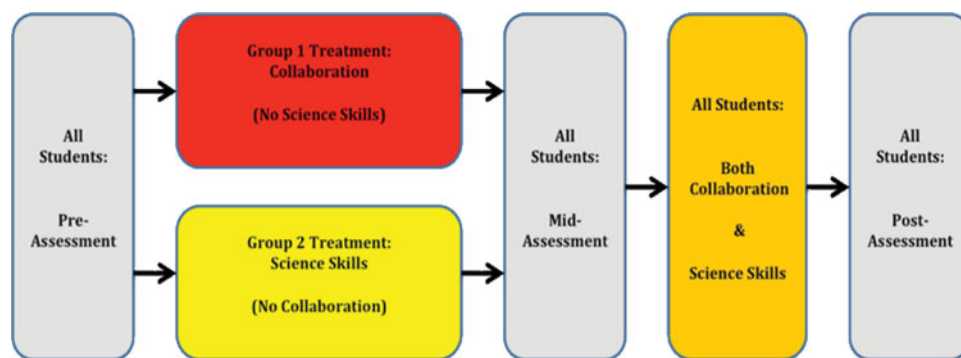 All
Students:
Pre-
Assessment
Group 1 Treatment:
Collaboration
(No Science Skills)
Group 2 Treatment:
Science Skills
(No Collaboration)
All
Students:
Mid-
Assessment
All Students:
Both
Collaboration
&
Science Skills
All
Students:
Post-
Assessment